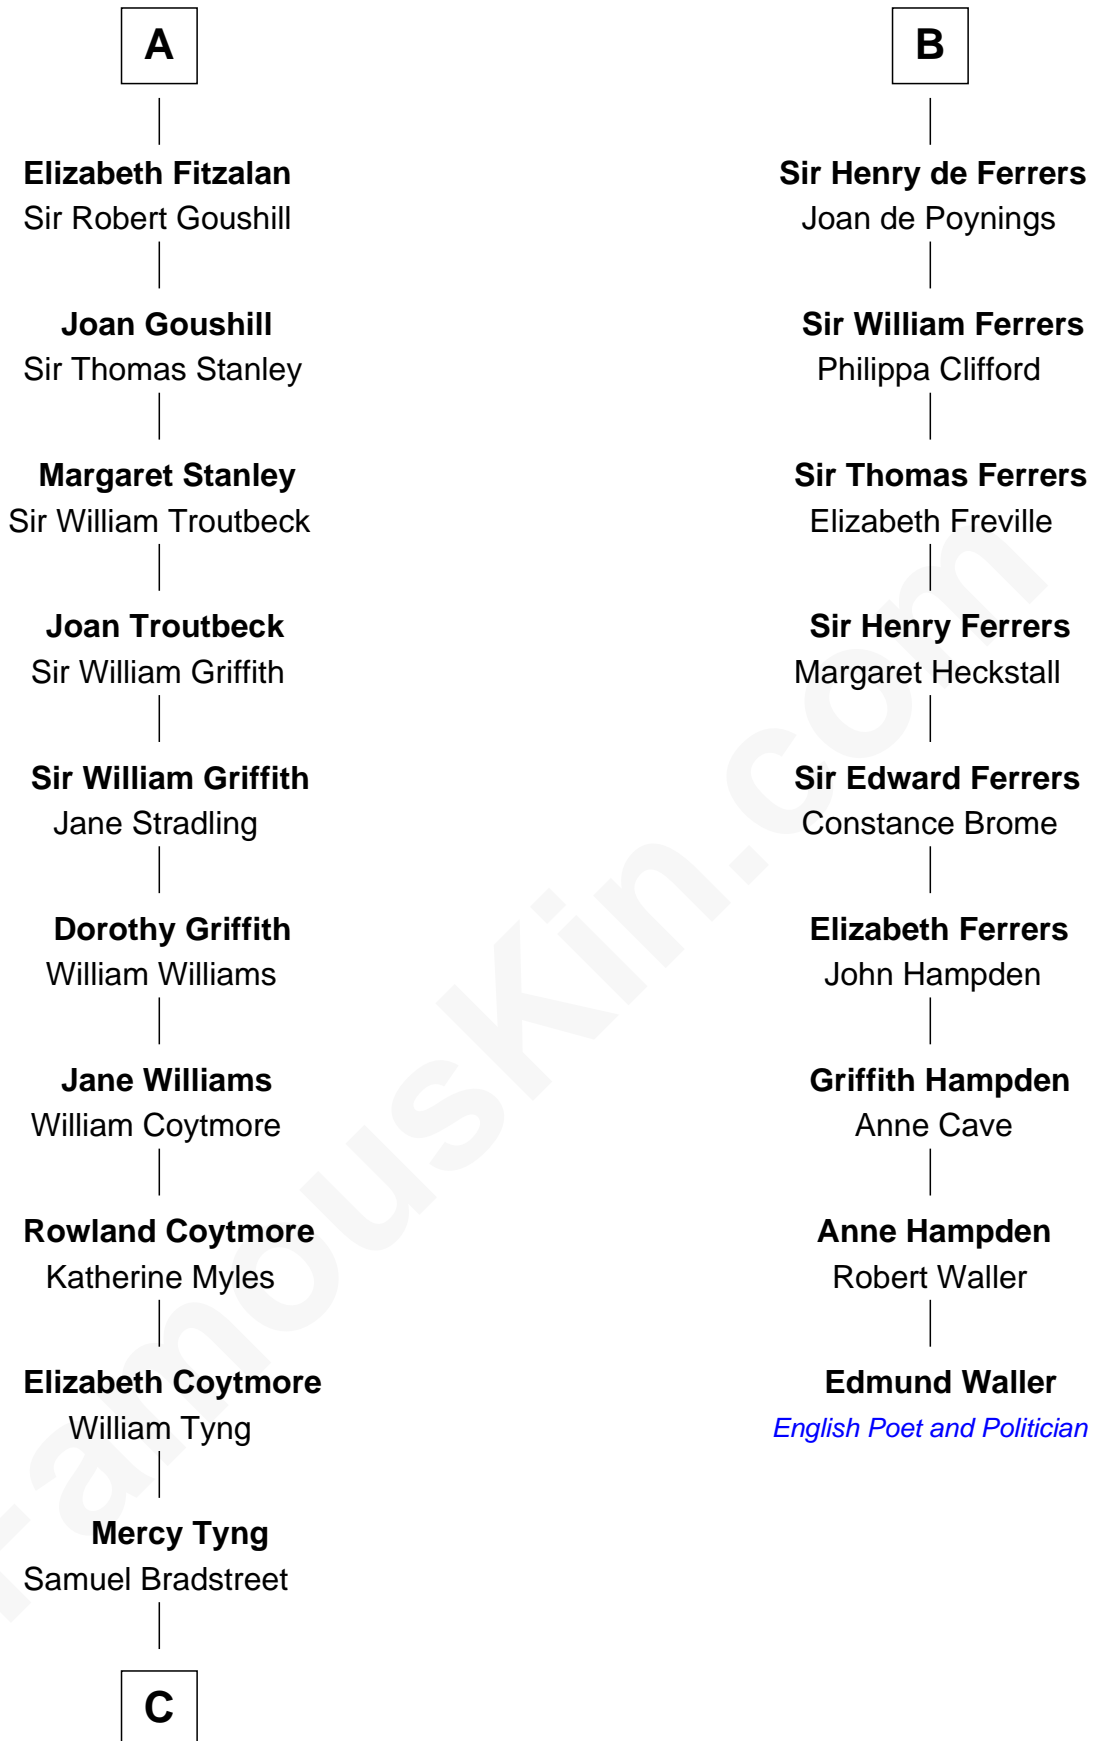 A
Elizabeth Fitzalan
Sir Robert Goushill
Joan Goushill
Sir Thomas Stanley
Margaret Stanley
Sir William Troutbeck
Joan Troutbeck
Sir William Griffith
Sir William Griffith
Jane Stradling
Dorothy Griffith
William Williams
Jane Williams
William Coytmore
Rowland Coytmore
Katherine Myles
Elizabeth Coytmore
William Tyng
Mercy Tyng
Samuel Bradstreet
C
B
Sir Henry de Ferrers
Joan de Poynings
Sir William Ferrers
Philippa Clifford
Sir Thomas Ferrers
Elizabeth Freville
Sir Henry Ferrers
Margaret Heckstall
Sir Edward Ferrers
Constance Brome
Elizabeth Ferrers
John Hampden
Griffith Hampden
Anne Cave
Anne Hampden
Robert Waller
Edmund Waller
English Poet and Politician
FamousKin.com